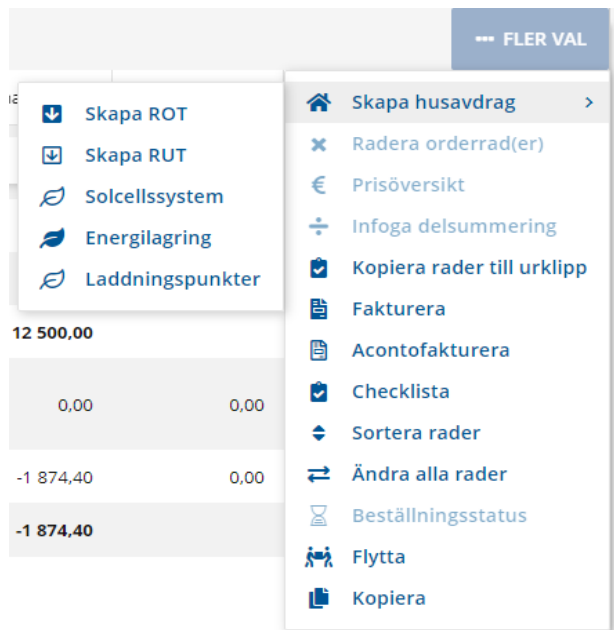 FLER VAL
Skapa ROT
Skapa RUT
Solcellssystem
Energilagring
Laddningspunkter
Skapa husavdrag
Radera orderrad(er)
Prisöversikt
Infoga delsummering
Kopiera rader till urklipp
Fakturera
Acontofakturera
Checklista
Sortera rader
Ändra alla rader
Beställningsstatus
Flytta
Kopiera
12 500,00
0,00 0,00
-1 874,40 0,00
-1 874,40